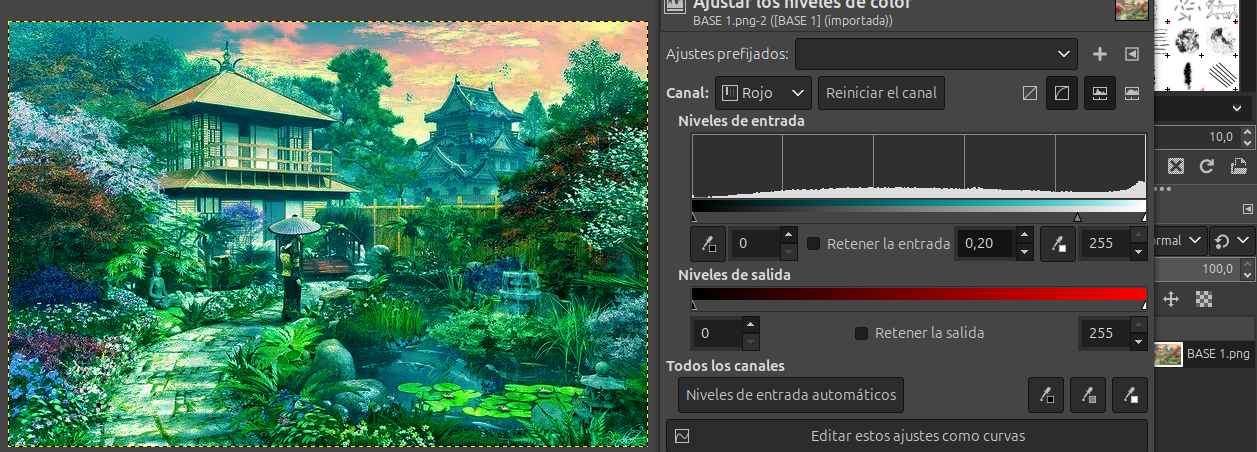 Ajustar los niveles de color
BASE 1.png-2 ([BASE 1] (importada))
Ajustes prefijados:
Canal: Rojo Reiniciar el canal
Niveles de entrada
10,0
0 Retener la entrada 0,20 255
ormal
Niveles de salida
100,0
0 Retener la salida 255
BASE 1.png
Todos los canales
Niveles de entrada automáticos
Editar estos ajustes como curvas